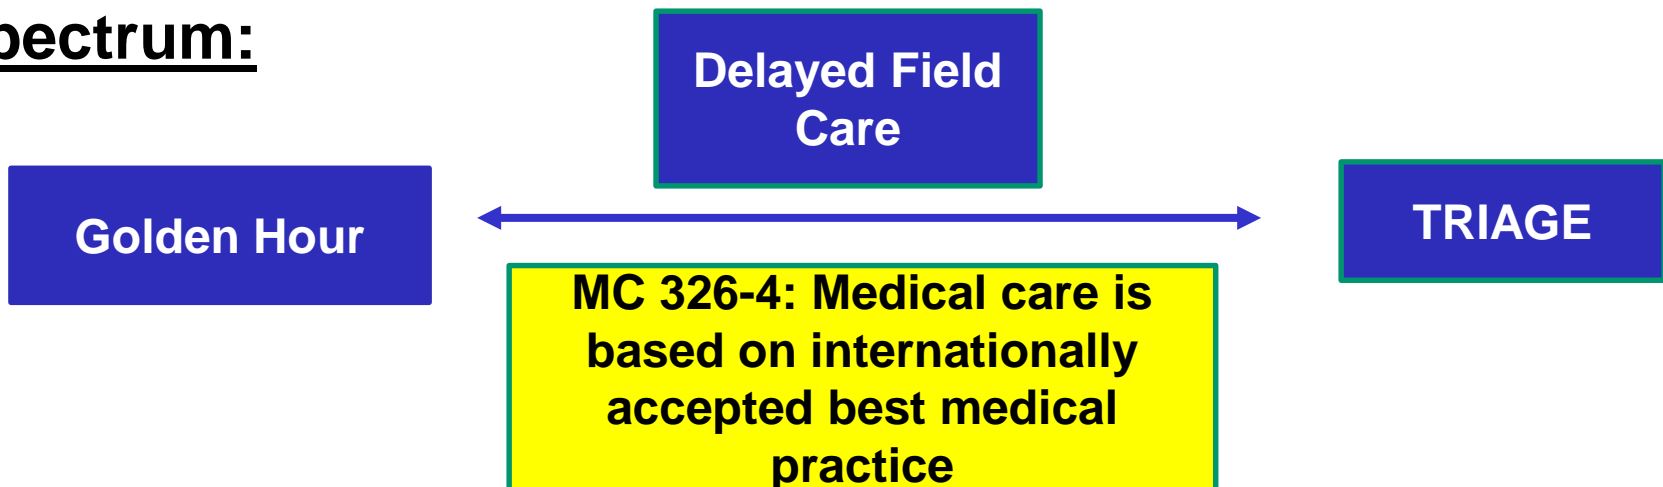 pectrum:
Delayed Field
Care
Golden Hour
TRIAGE
MC 326-4: Medical care is
based on internationally
accepted best medical
practice